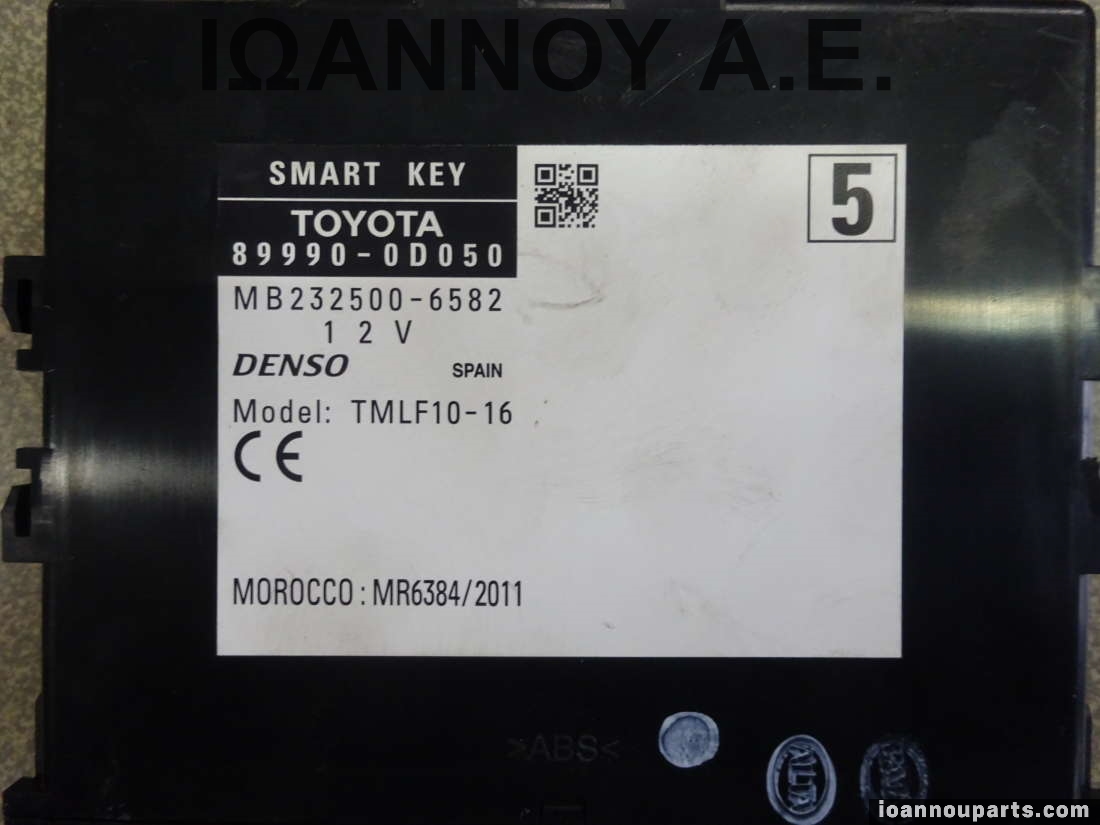 ΙΩΑΝΝΟΥ Α.Ε.
SMART KEY
TOYOTA
89990-0D050
5
MB232500-6582
12V
DENSO SPAIN
Model: TMLF10-16
CE
MOROCCO: MR6384/2011
>ABS<
ALTA
ioannouparts.com